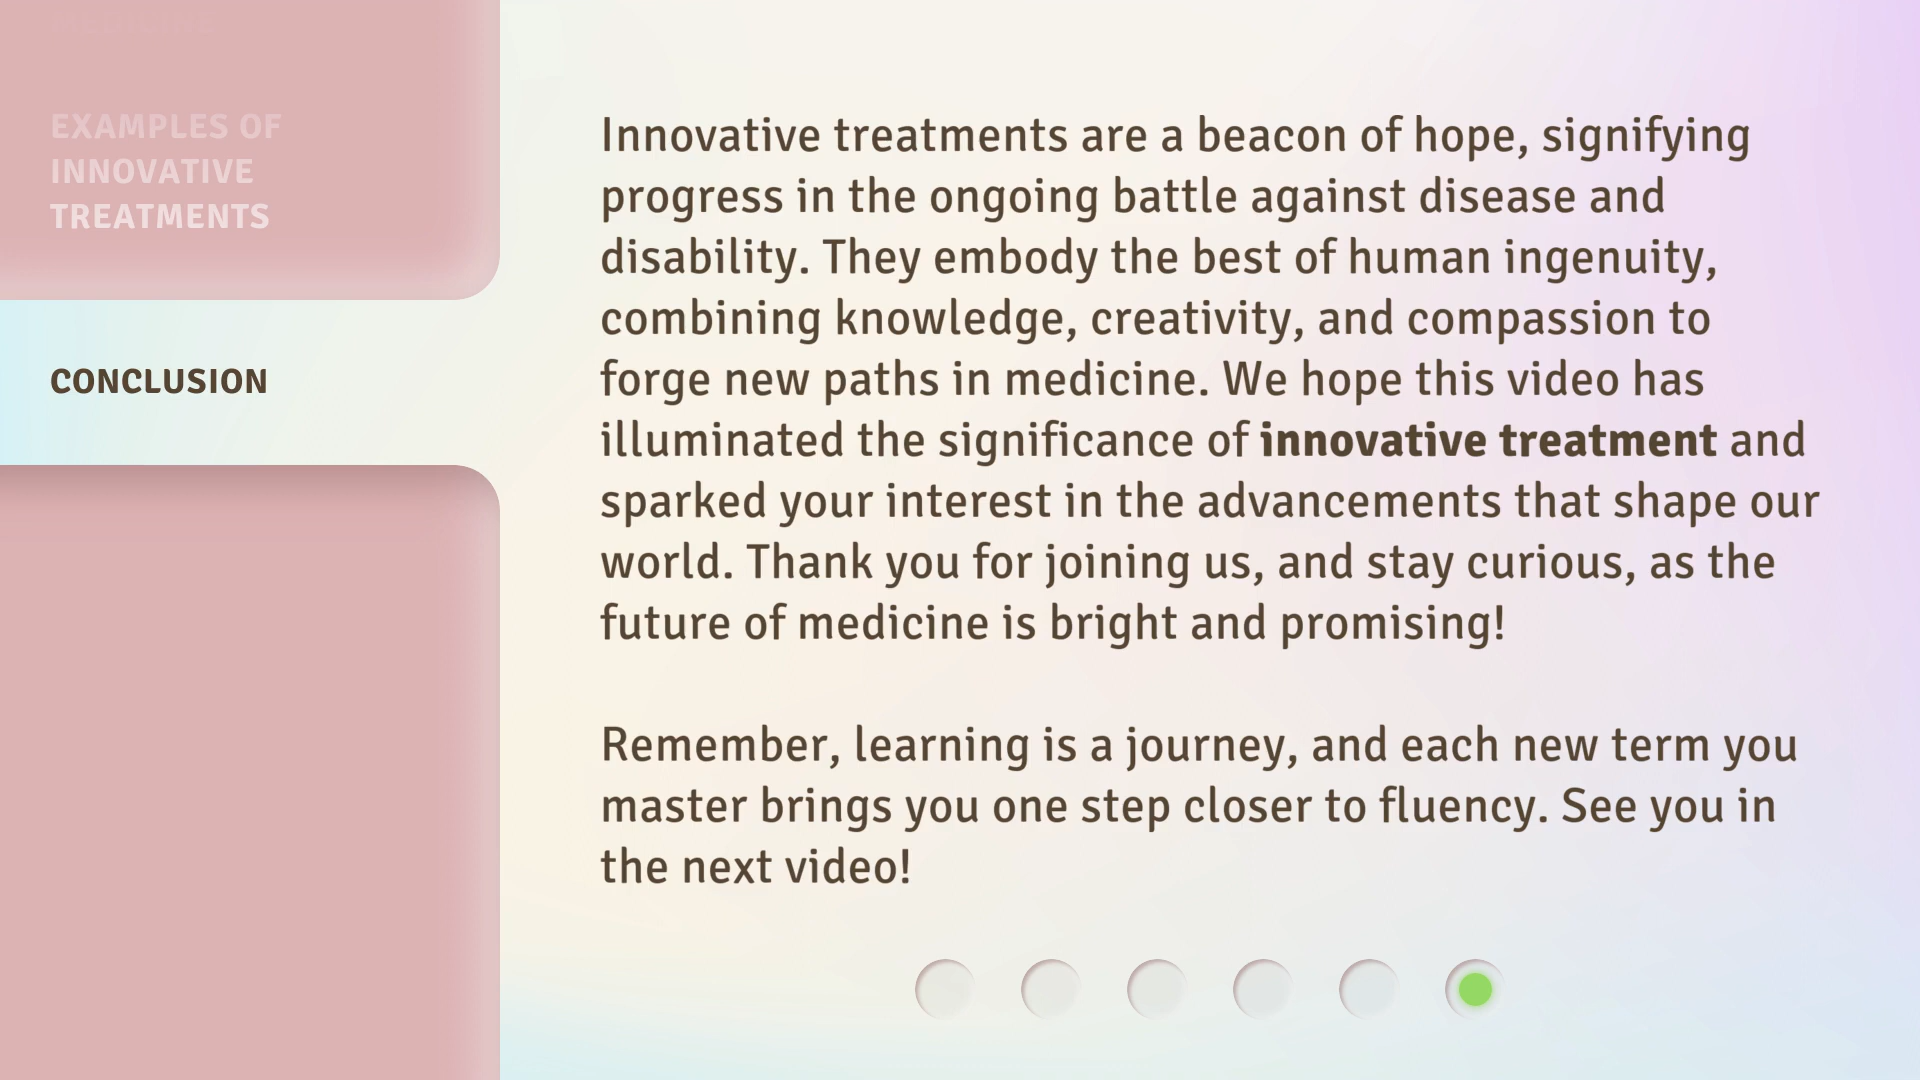 EXAMPLES OF
INNOVATIVE
TREATMENTS
CONCLUSION
Innovative treatments are a beacon of hope, signifying
progress in the ongoing battle against disease and
disability. They embody the best of human ingenuity,
combining knowledge, creativity, and compassion to
forge new paths in medicine. We hope this video has
illuminated the significance of innovative treatment and
sparked your interest in the advancements that shape our
world. Thank you for joining us, and stay curious, as the
future of medicine is bright and promising!
Remember, learning is a journey, and each new term you
master brings you one step closer to fluency. See you in
the next video!